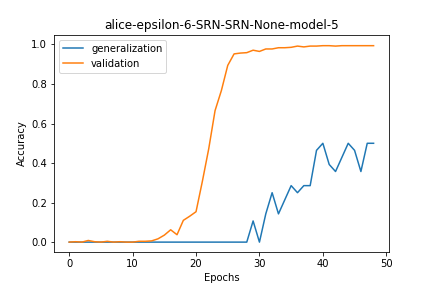 alice-epsilon-6-SRN-SRN-None-model-5
generalization
validation
Accuracy
1.0
0.8
0.6
0.4
0.2
0.0
0 10 20 30 40 50
Epochs